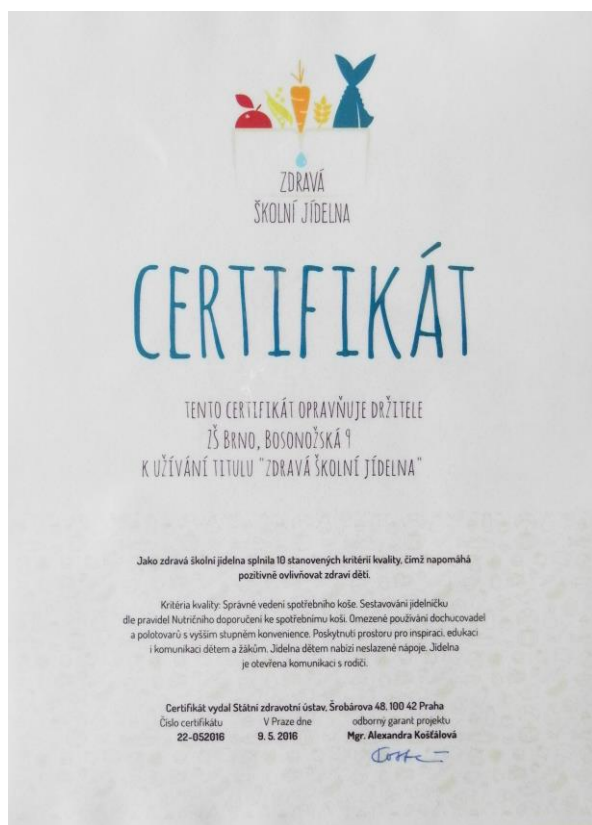 ZDRAVÁ
ŠKOLNÍ JÍDELNA
CERTIFIKÁT
TENTO CERTIFIKÁT OPRAVŇUJE DRŽITELE
ZŠ BRNO, BOSONOŽSKÁ 9
K UŽÍVÁNÍ TITULU "ZDRAVÁ ŠKOLNÍ JÍDELNA"
Jako zdravá školní jídelna splnila 10 stanovených kritérií kvality, čímž napomáhá
pozitivně ovlivňovat zdraví dětí.
Kritéria kvality: Správné vedení spotřebního koše. Sestavování jídelníčku
dle pravidel Nutričního doporučení ke spotřebnímu koši. Omezené používání dochucovadel
a polotovarů s vyšším stupněm konvenience. Poskytnutí prostoru pro inspiraci, edukaci
i komunikaci dětem a žákům. Jídelna dětem nabízí neslazené nápoje. Jídelna
je otevřena komunikaci s rodiči.
Certifikát vydal Státní zdravotní ústav, Šrobárova 48, 100 42 Praha
Číslo certifikátu V Praze dne odborný garant projektu
22-052016 9. 5. 2016 Mgr. Alexandra Košťálová